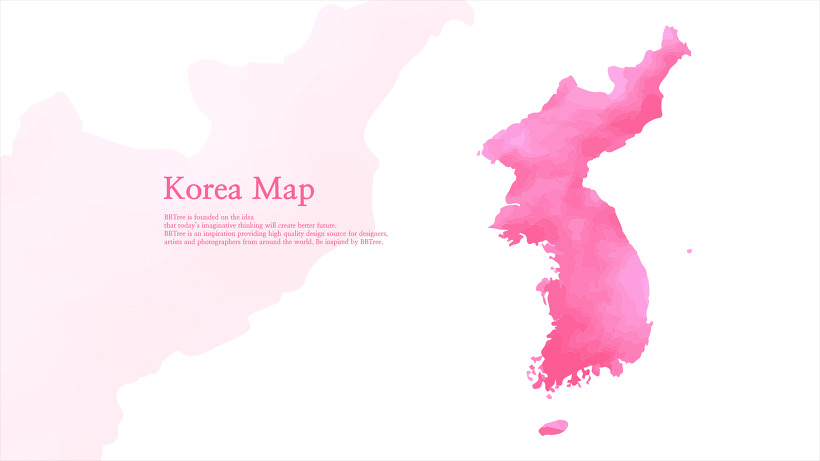 Korea Map
BBTree is founded on the idea
that today's imaginative thinking will create better future.
BBTree is an inspiration providing high quality design source for designers,
artists and photographers from around the world. Be inspired by BBTree.